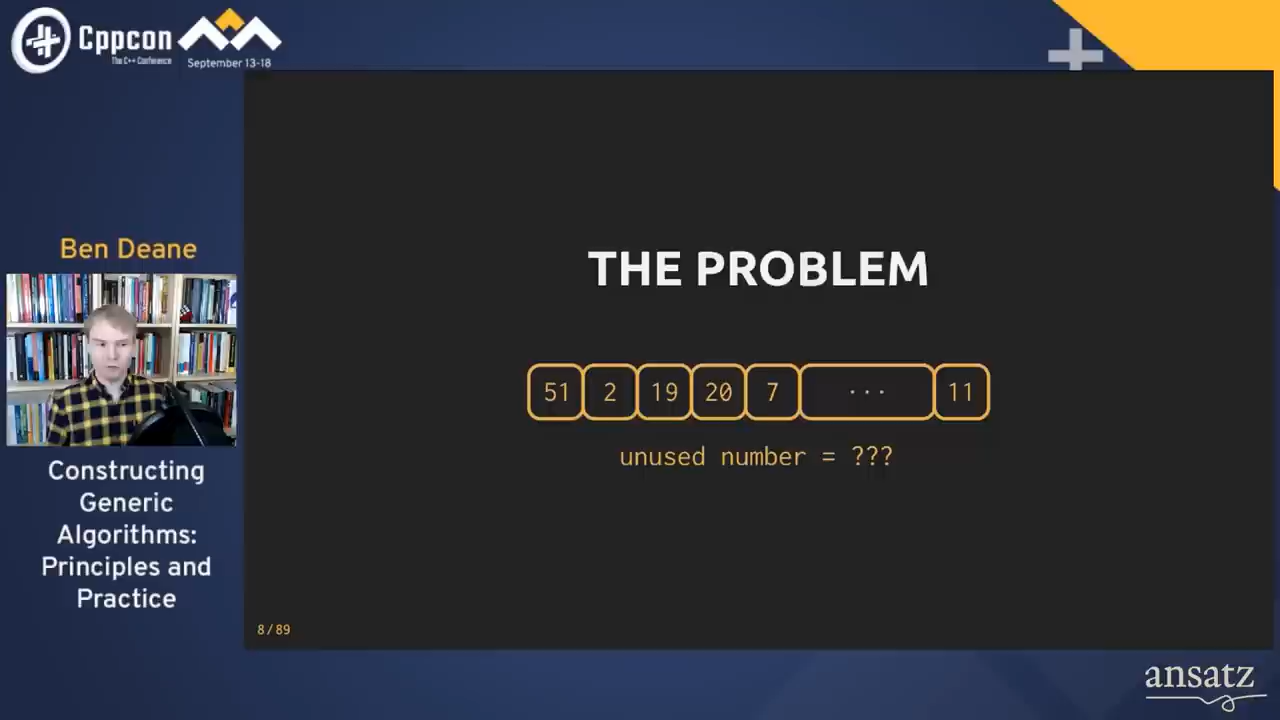 Cppcon
The C++ Conference
September 13-18
Ben Deane
Constructing
Generic
Algorithms:
Principles and
Practice
THE PROBLEM
51 2 19 20 7 ... 11
unused number = ???
8/89
ansatz